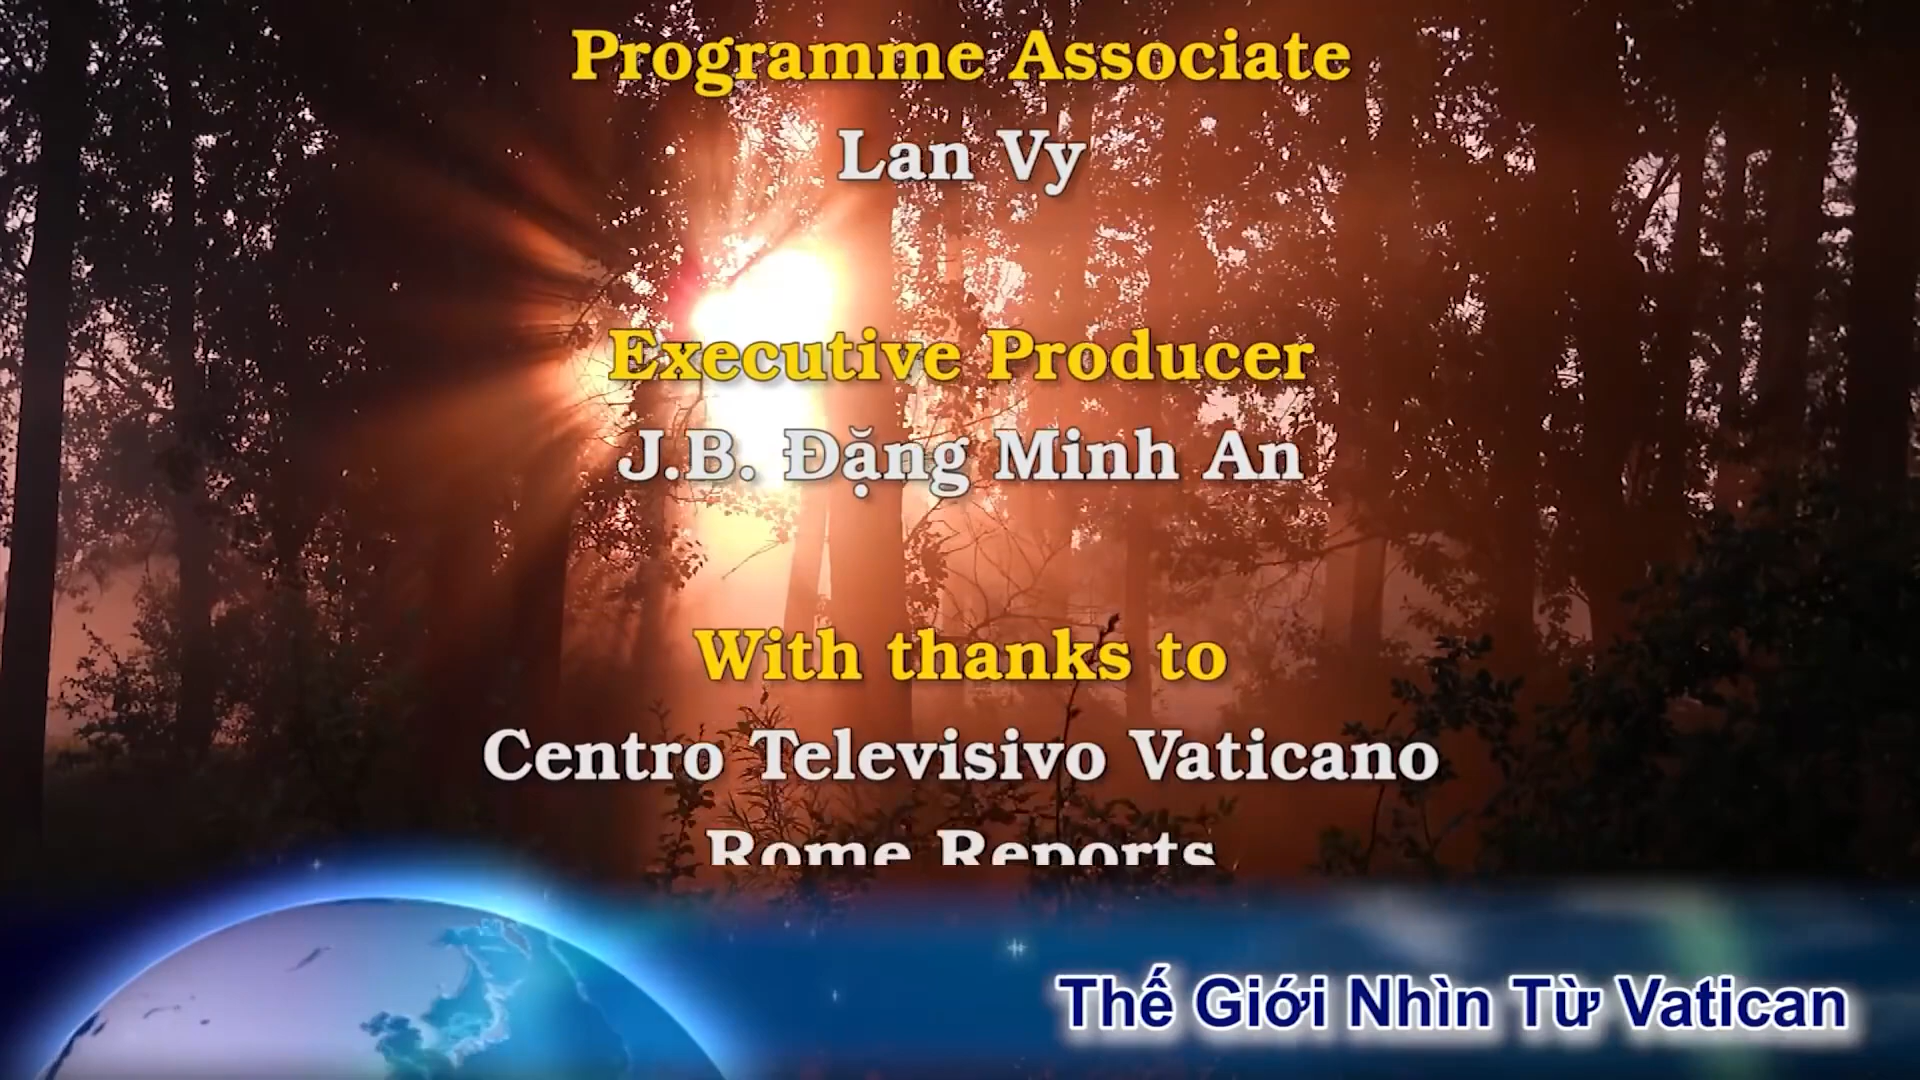 Programme Associate
Lan Vy
Executive Producer
J.B. Đặng Minh An
With thanks to
Centro Televisivo Vaticano
Rome Reports
Thế Giới Nhìn Từ Vatican